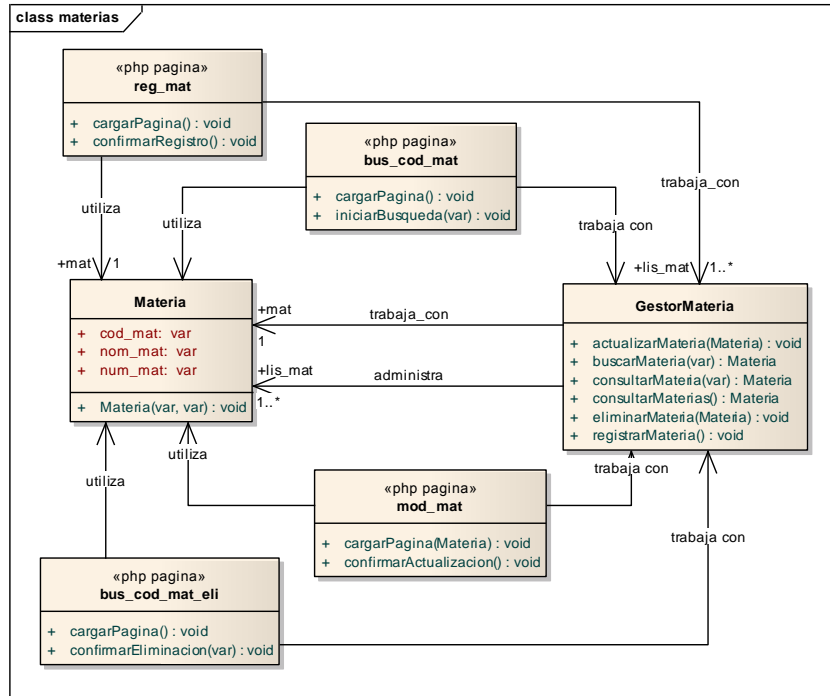 class materias
«php pagina»
reg_mat
+ cargarPagina() : void
+ confirmarRegistro() : void
«php pagina»
bus_cod_mat
+ cargarPagina() : void
+ iniciarBusqueda(var) : void
trabaja_con
utiliza
utiliza
trabaja con
+mat 1
+lis_mat 1..*
Materia
+ cod_mat: var
+ nom_mat: var
+ num_mat: var
+ Materia(var, var) : void
+mat
1
trabaja_con
+lis_mat
1..*
administra
GestorMateria
+ actualizarMateria(Materia) : void
+ buscarMateria(var) : Materia
+ consultarMateria(var) : Materia
+ consultarMaterias() : Materia
+ eliminarMateria(Materia) : void
+ registrarMateria() : void
utiliza
utiliza
trabaja con
«php pagina»
mod_mat
+ cargarPagina(Materia) : void
+ confirmarActualizacion() : void
trabaja con
«php pagina»
bus_cod_mat_eli
+ cargarPagina() : void
+ confirmarEliminacion(var) : void